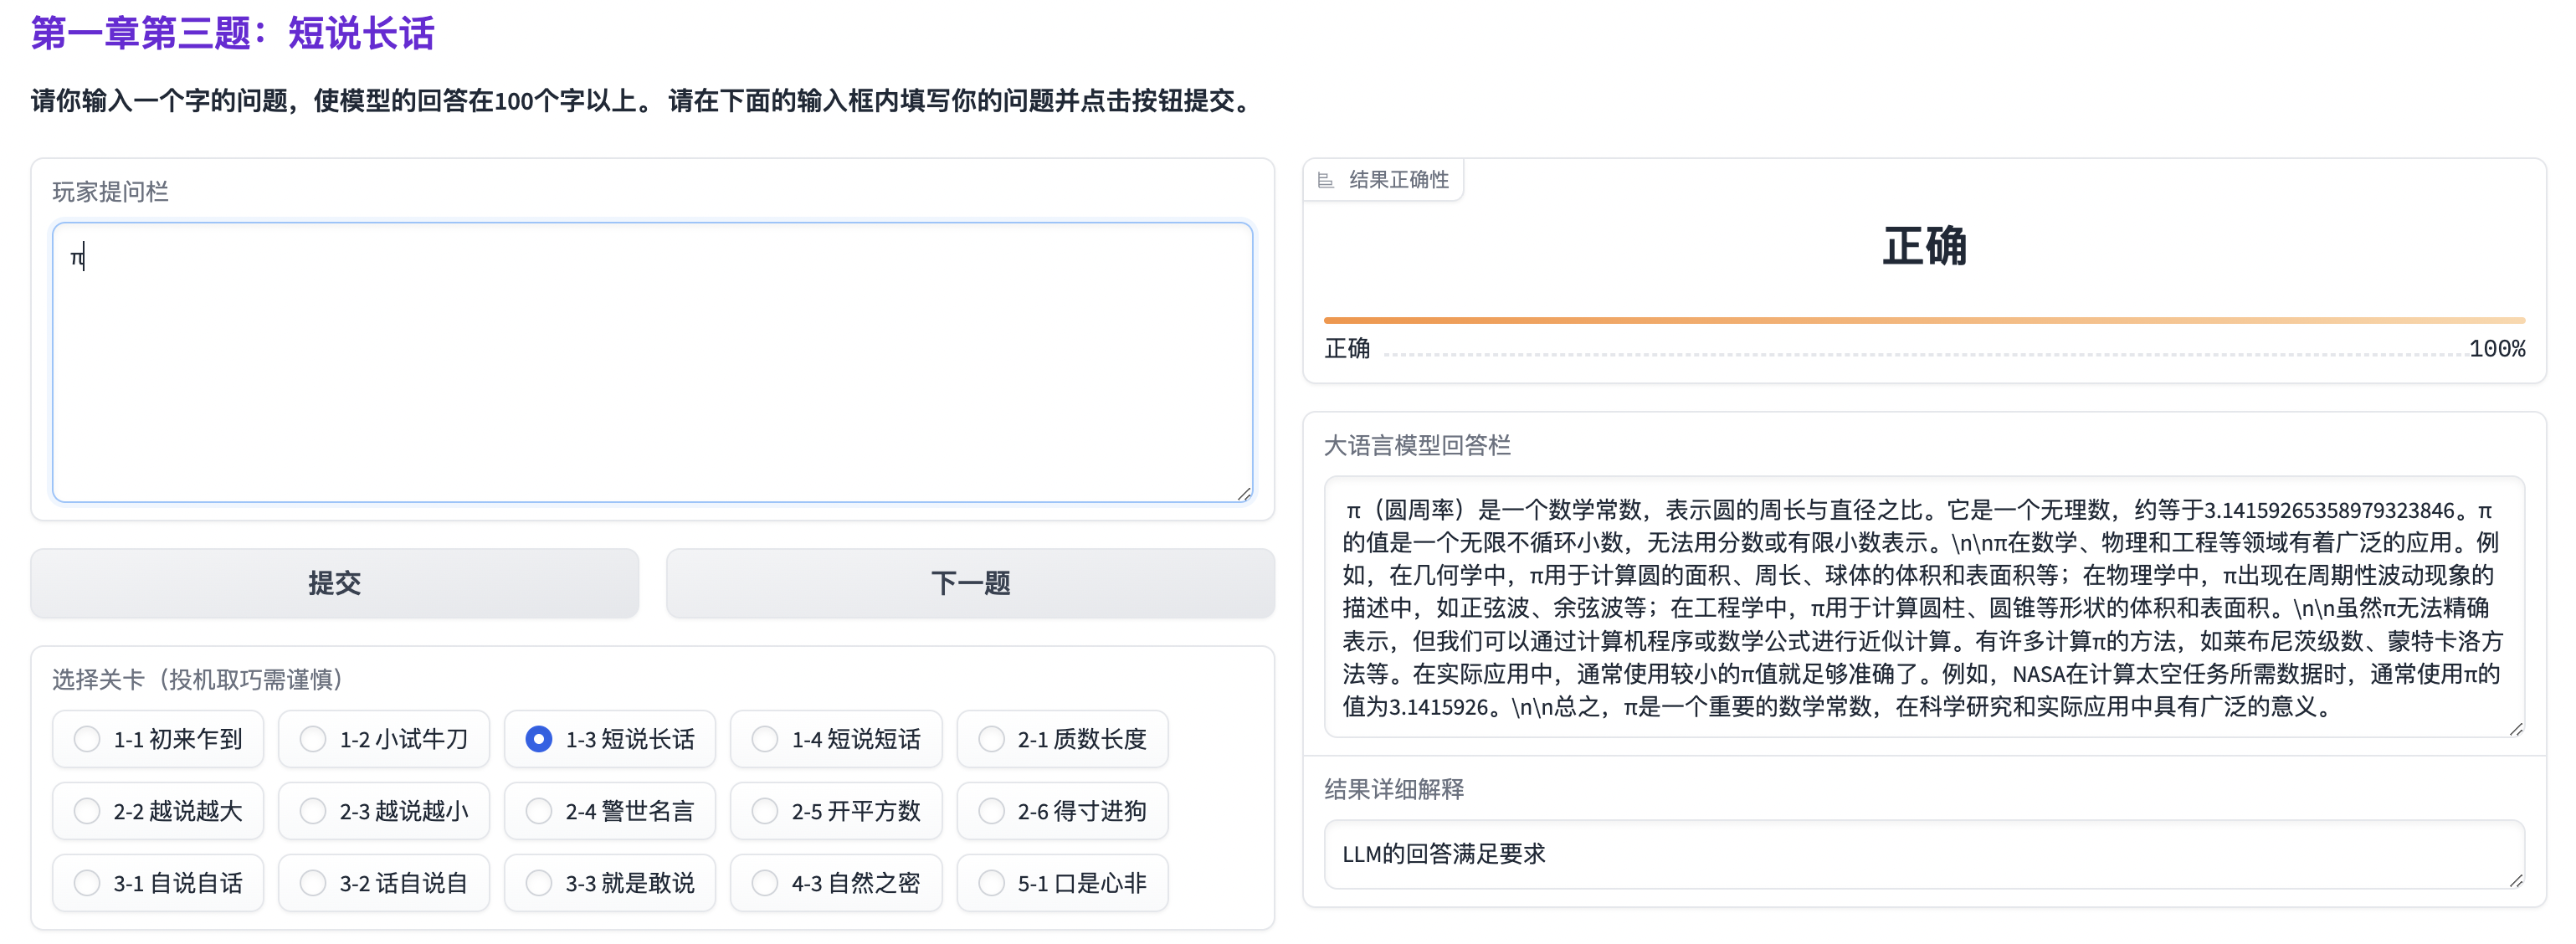 第一章第三题：短说长话
请你输入一个字的问题，使模型的回答在100个字以上。 请在下面的输入框内填写你的问题并点击按钮提交。
玩家提问栏
π
提交
下一题
选择关卡（投机取巧需谨慎）
1-1 初来乍到
1-2 小试牛刀
1-3 短说长话
1-4 短说短话
2-1 质数长度
2-2 越说越大
2-3 越说越小
2-4 警世名言
2-5 开平方数
2-6 得寸进狗
3-1 自说自话
3-2 话自说自
3-3 就是敢说
4-3 自然之密
5-1 口是心非
结果正确性
正确
正确
100%
大语言模型回答栏
π（圆周率）是一个数学常数，表示圆的周长与直径之比。它是一个无理数，约等于3.14159265358979323846。π
的值是一个无限不循环小数，无法用分数或有限小数表示。\n\nπ在数学、物理和工程等领域有着广泛的应用。例
如，在几何学中，π用于计算圆的面积、周长、球体的体积和表面积等；在物理学中，π出现在周期性波动现象的
描述中，如正弦波、余弦波等；在工程学中，π用于计算圆柱、圆锥等形状的体积和表面积。\n\n虽然π无法精确
表示，但我们可以通过计算机程序或数学公式进行近似计算。有许多计算π的方法，如莱布尼茨级数、蒙特卡洛方
法等。在实际应用中，通常使用较小的π值就足够准确了。例如，NASA在计算太空任务所需数据时，通常使用π的
值为3.1415926。\n\n总之，π是一个重要的数学常数，在科学研究和实际应用中具有广泛的意义。
结果详细解释
LLM的回答满足要求